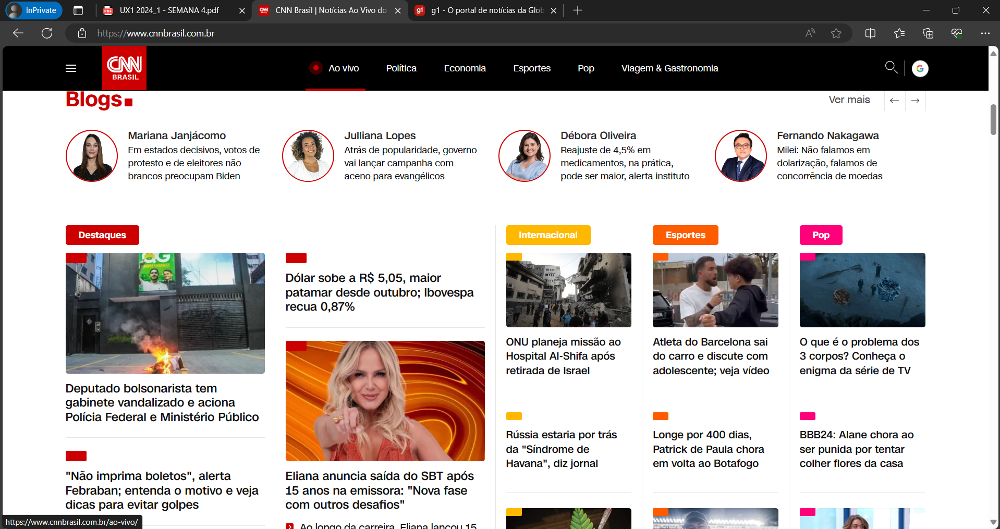 InPrivate
UX1 2024_1 - SEMANA 4.pdf
CNN Brasil | Notícias Ao Vivo do
g1 - O portal de notícias da Glob
https://www.cnnbrasil.com.br
CNN
BRASIL
Ao vivo
Política
Economia
Esportes
Pop
Viagem & Gastronomia
Blogs
Ver mais
Mariana Janjácomo
Em estados decisivos, votos de
protesto e de eleitores não
brancos preocupam Biden
Julliana Lopes
Atrás de popularidade, governo
vai lançar campanha com
aceno para evangélicos
Débora Oliveira
Reajuste de 4,5% em
medicamentos, na prática,
pode ser maior, alerta instituto
Fernando Nakagawa
Milei: Não falamos em
dolarização, falamos de
concorrência de moedas
Destaques
ANDRÉ FERNANDES
Deputado bolsonarista tem
gabinete vandalizado e aciona
Polícia Federal e Ministério Público
"Não imprima boletos", alerta
Febraban; entenda o motivo e veja
dicas para evitar golpes
Dólar sobe a R$ 5,05, maior
patamar desde outubro; Ibovespa
recua 0,87%
Eliana anuncia saída do SBT após
15 anos na emissora: "Nova fase
com outros desafios"
Ao longo da carreira, Eliana lançou 15
Internacional
ONU planeja missão ao
Hospital Al-Shifa após
retirada de Israel
Rússia estaria por trás
da "Síndrome de
Havana", diz jornal
Esportes
Atleta do Barcelona sai
do carro e discute com
adolescente; veja vídeo
Longe por 400 dias,
Patrick de Paula chora
em volta ao Botafogo
Pop
O que é o problema dos
3 corpos? Conheça o
enigma da série de TV
BBB24: Alane chora ao
ser punida por tentar
colher flores da casa
https://www.cnnbrasil.com.br/ao-vivo/